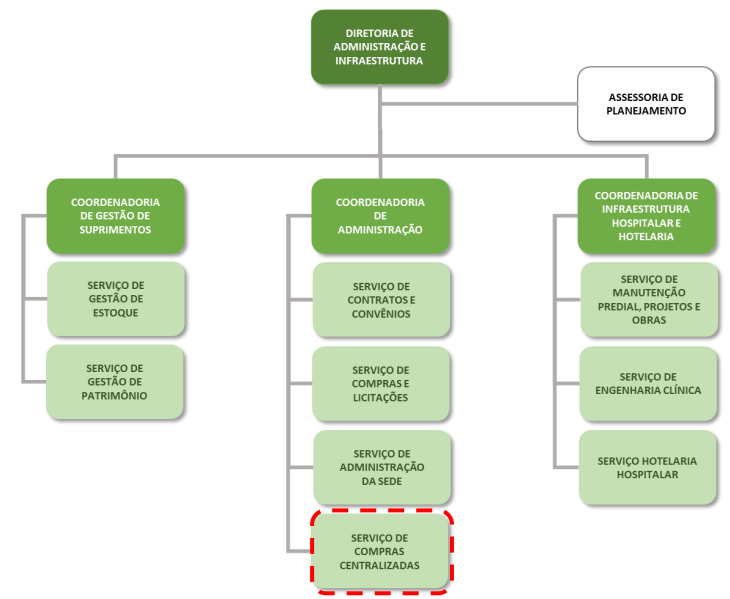 DIRETORIA DE
ADMINISTRAÇÃO E
INFRAESTRUTURA
ASSESSORIA DE
PLANEJAMENTO
COORDENADORIA
DE GESTÃO DE
SUPRIMENTOS
SERVIÇO DE
GESTÃO DE
ESTOQUE
SERVIÇO DE
GESTÃO DE
PATRIMÔNIO
COORDENADORIA
DE
ADMINISTRAÇÃO
SERVIÇO DE
CONTRATOS E
CONVÊNIOS
SERVIÇO DE
COMPRAS E
LICITAÇÕES
SERVIÇO DE
ADMINISTRAÇÃO
DA SEDE
SERVIÇO DE
COMPRAS
CENTRALIZADAS
COORDENADORIA DE
INFRAESTRUTURA
HOSPITALAR E
HOTELARIA
SERVIÇO DE
MANUTENÇÃO
PREDIAL, PROJETOS E
OBRAS
SERVIÇO DE
ENGENHARIA CLÍNICA
SERVIÇO HOTELARIA
HOSPITALAR